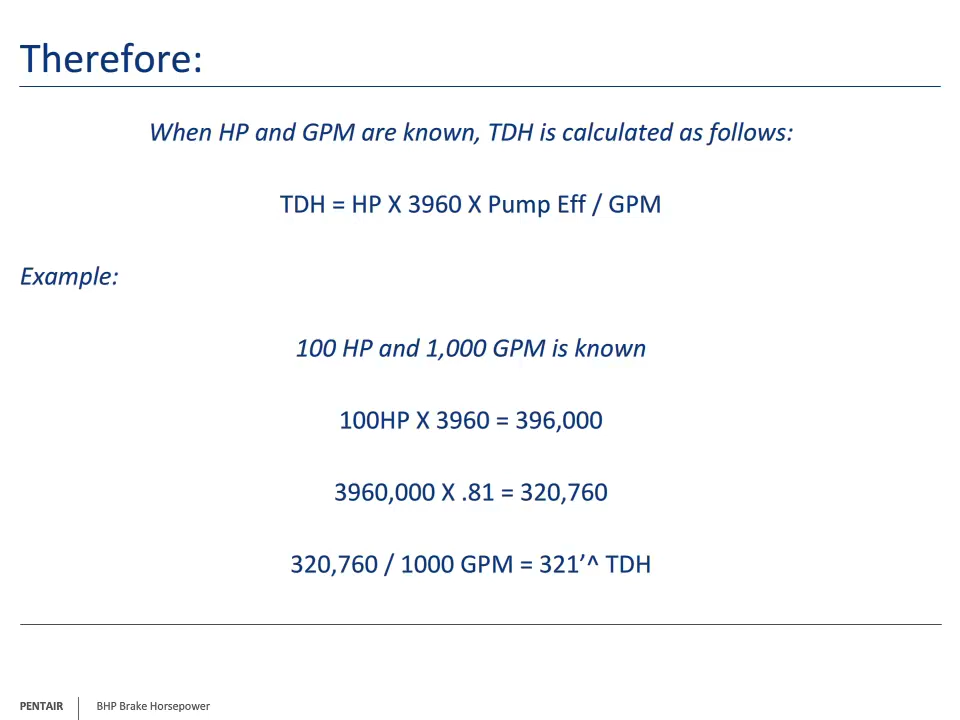 Therefore:
When HP and GPM are known, TDH is calculated as follows:
TDH = HP X 3960 X Pump Eff / GPM
Example:
100 HP and 1,000 GPM is known
100HP X 3960 = 396,000
3960,000 X .81 = 320,760
320,760 / 1000 GPM = 321’^ TDH
PENTAIR
BHP Brake Horsepower